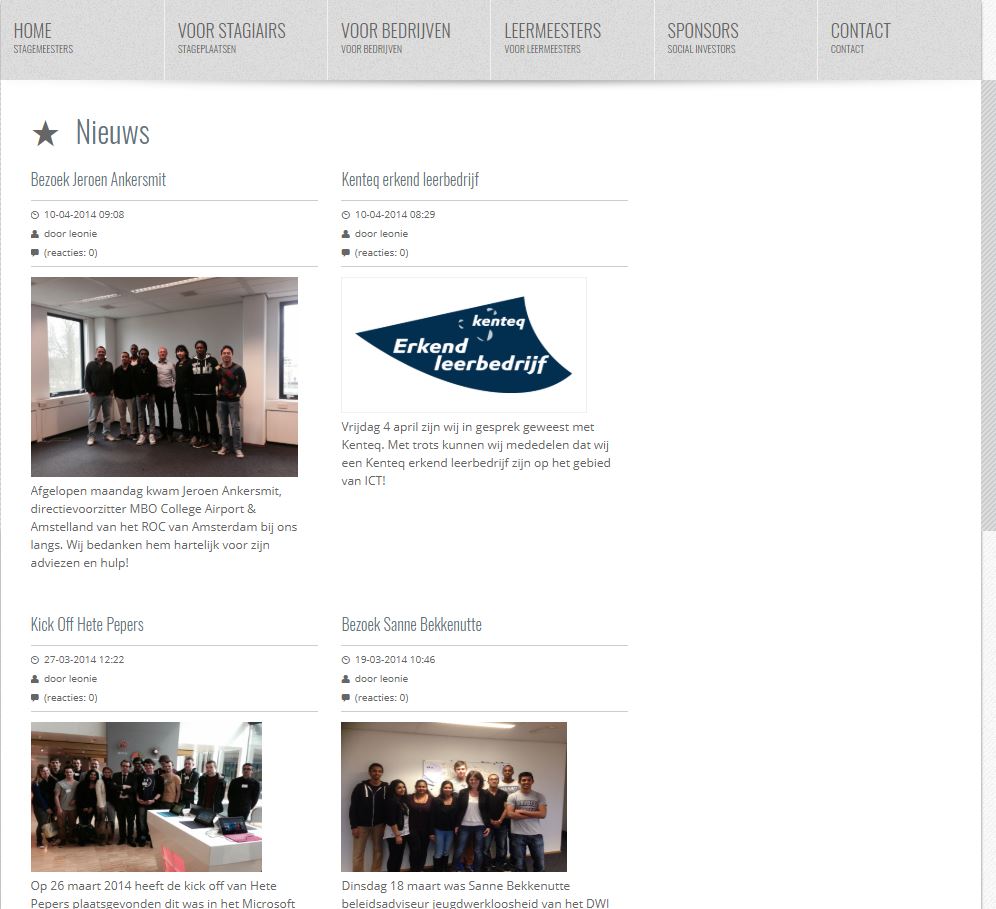 HOME
STAGEMEESTERS
VOOR STAGIAIRS
STAGEPLAATSEN
VOOR BEDRIJVEN
VOOR BEDRIJVEN
LEERMEESTERS
VOOR LEERMEESTERS
SPONSORS
SOCIAL INVESTORS
CONTACT
CONTACT
Nieuws
Bezoek Jeroen Ankersmit
10-04-2014 09:08
door leonie
(reacties: 0)
Afgelopen maandag kwam Jeroen Ankersmit,
directievoorzitter MBO College Airport &
Amstelland van het ROC van Amsterdam bij ons
langs. Wij bedanken hem hartelijk voor zijn
adviezen en hulp!
Kenteq erkend leerbedrijf
10-04-2014 08:29
door leonie
(reacties: 0)
kenteq
Erkend
leerbedrijf
Vrijdag 4 april zijn wij in gesprek geweest met
Kenteq. Met trots kunnen wij mededelen dat wij
een Kenteq erkend leerbedrijf zijn op het gebied
van ICT!
Kick Off Hete Pepers
27-03-2014 12:22
door leonie
(reacties: 0)
Op 26 maart 2014 heeft de kick off van Hete
Pepers plaatsgevonden dit was in het Microsoft
Bezoek Sanne Bekkenutte
19-03-2014 10:46
door leonie
(reacties: 0)
Dinsdag 18 maart was Sanne Bekkenutte
beleidsadviseur jeugdwerkloosheid van het DWI